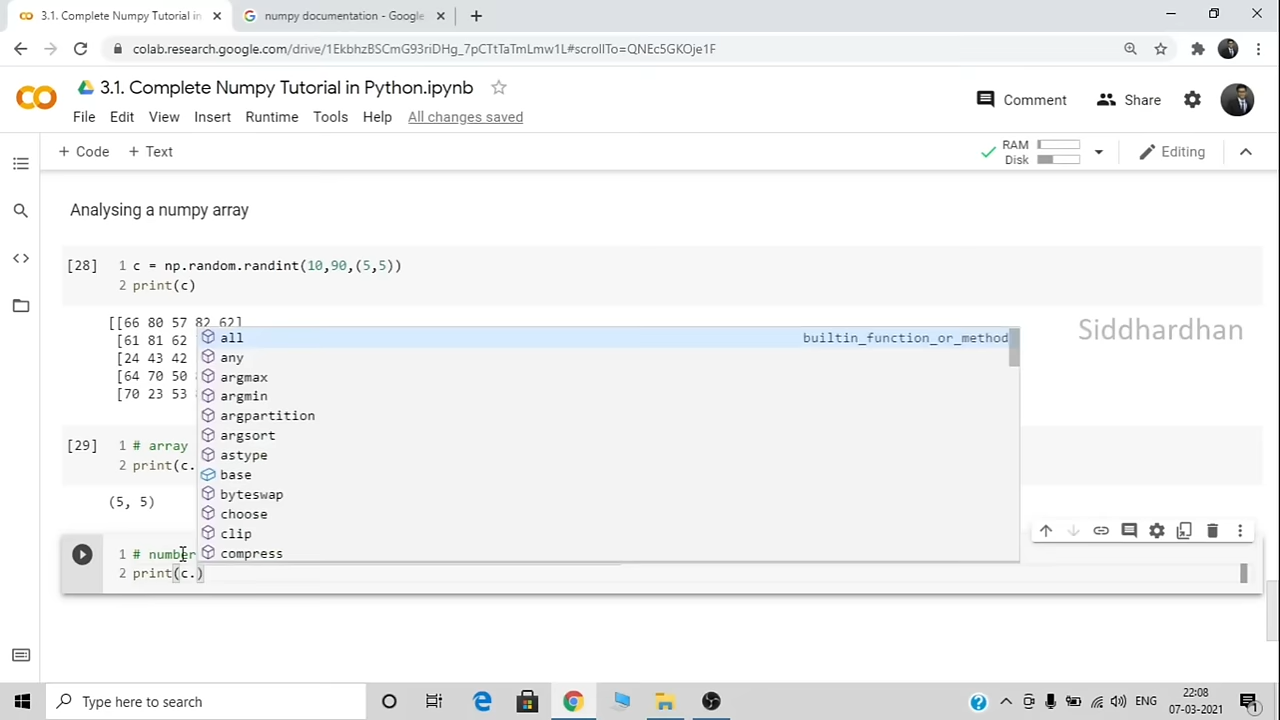 3.1. Complete Numpy Tutorial in
numpy documentation - Google
colab.research.google.com/drive/1EkbhzBSCmG93riDHg_7pCTtTaTmLmw1L#scrollTo=QNEc5GKOje1F
3.1. Complete Numpy Tutorial in Python.ipynb
Comment
Share
File Edit View Insert Runtime Tools Help All changes saved
+ Code + Text
RAM
Disk
Editing
Analysing a numpy array
[28] 1 c = np.random.randint(10,90,(5,5))
2 print(c)
[[66 80 57 82 62]
[61 81 62
[24 43 42
[64 70 50
[70 23 53
Siddhardhan
all builtin_function_or_method
any
argmax
argmin
argpartition
argsort
astype
base
byteswap
choose
clip
compress
[29] 1 # array
2 print(c.
(5, 5)
1 # number
2 print(c.)
Type here to search
ENG
22:08
07-03-2021